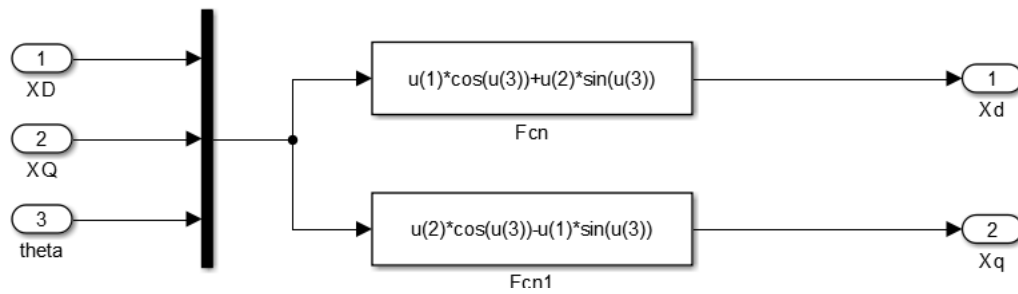 1
XD
2
XQ
3
theta
u(1)*cos(u(3))+u(2)*sin(u(3))
Fcn
u(2)*cos(u(3))-u(1)*sin(u(3))
Fcn1
1
Xd
2
Xq